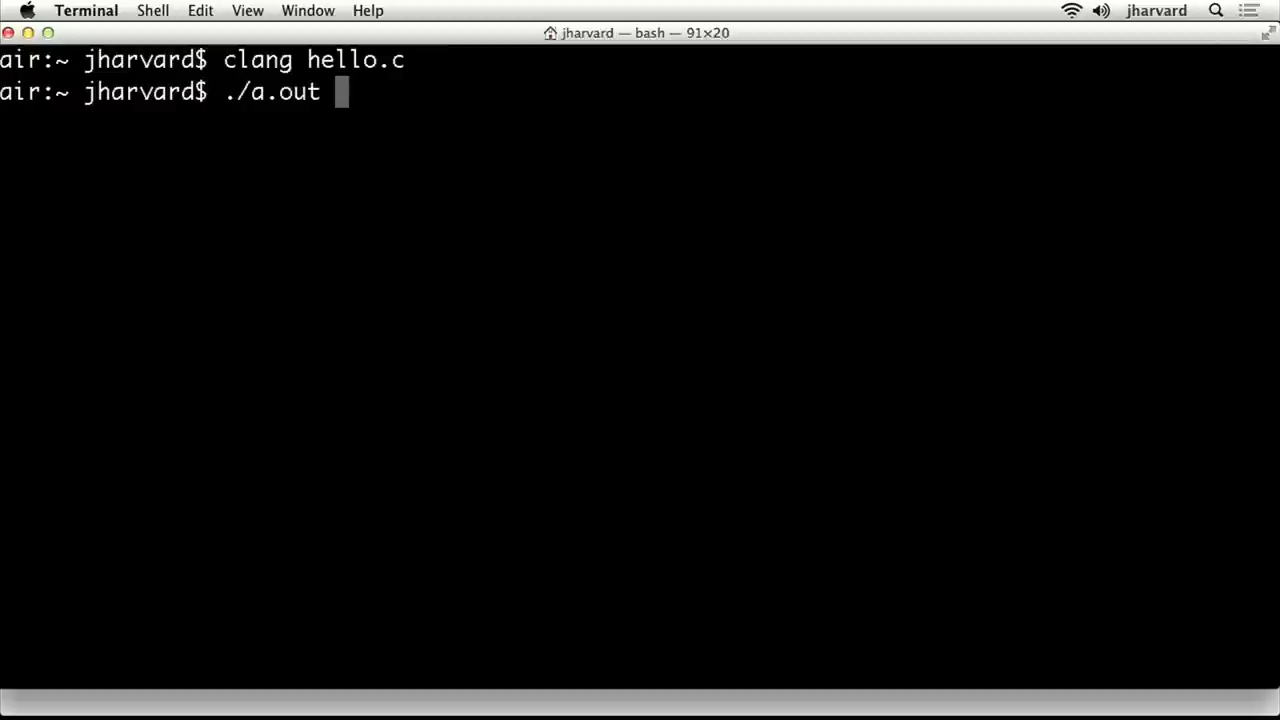 Terminal Shell Edit View Window Help jharvard
jharvard — bash — 91×20
air:~ jharvard$ clang hello.c
air:~ jharvard$ ./a.out